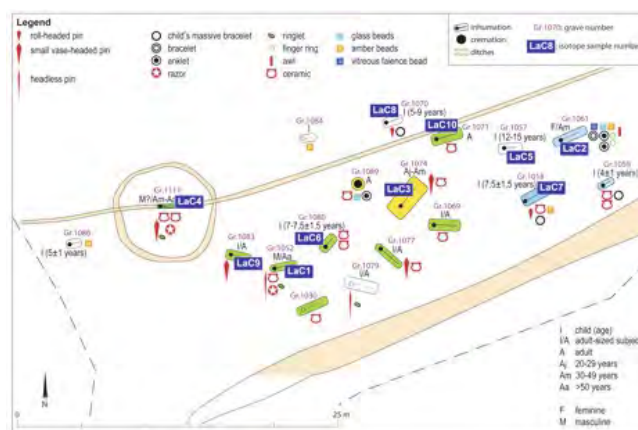 Legend
roll-headed pin
small vase-headed pin
headless pin
child's massive bracelet
bracelet
anklet
razor
ringlet
finger ring
awl
ceramic
glass beads
amber beads
vitreous faïence bead
inhumation
cremation
ditches
Gr.1070: grave number
LaC8 isotope sample number
Gr.1084
Gr.1070
LaC8
I (5-9 years)
LaC10
Gr.1071
A
Gr.1057
I (12-15 years)
LaC5
Gr.1061
F/Am
LaC2
Gr.1059
I (4±1 years)
Gr.1089
A
Gr.1074
Aj-Am
LaC3
Gr.1018
I (7.5±1.5 years)
LaC7
Gr.1111
LaC4
Gr.1069
I/A
Gr.1086
I (5±1 years)
Gr.1080
I (7-7.5±1.5 years)
LaC6
Gr.1083
I/A
LaC9
Gr.1052
M/Aa
LaC1
Gr.1077
I/A
Gr.1079
I/A
Gr.1030
I child (age)
I/A adult-sized subject
A adult
Aj 20-29 years
Am 30-49 years
Aa >50 years
F feminine
M masculine
N
0
25 m